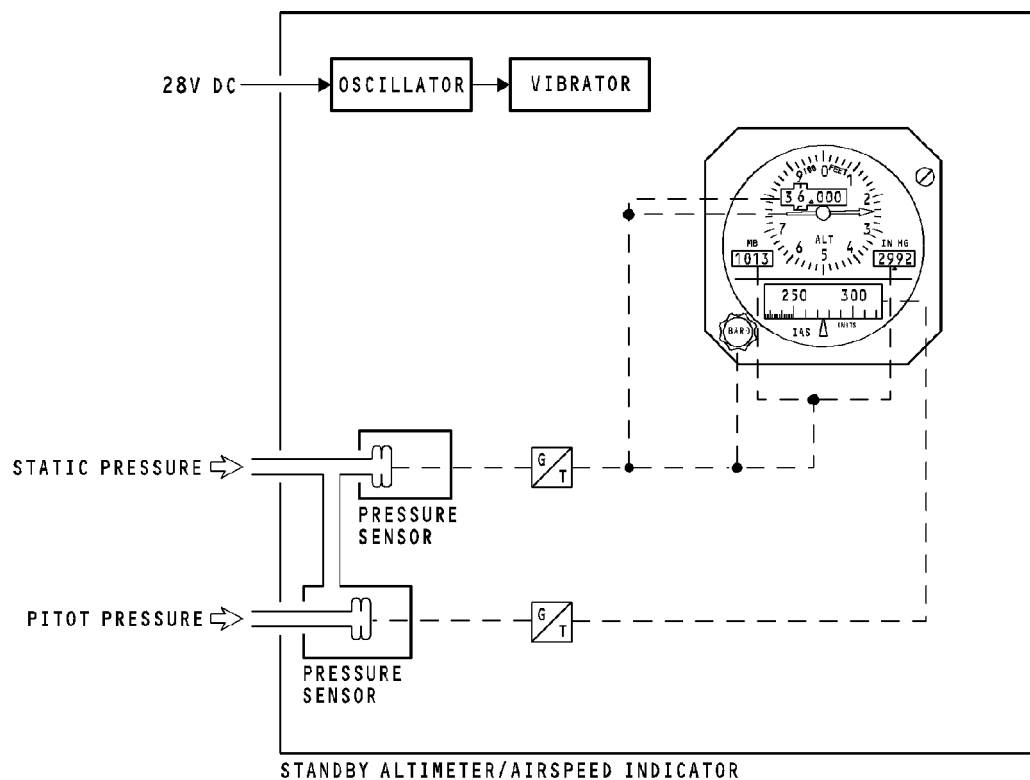 28V DC
OSCILLATOR
VIBRATOR
100 FEET
0
1
2
3
4
5
6
7
9
36,000
ALT
MB
1013
IN HG
2992
250 300
IAS
KNOTS
BARO
STATIC PRESSURE
PRESSURE
SENSOR
G
T
PITOT PRESSURE
PRESSURE
SENSOR
G
T
STANDBY ALTIMETER/AIRSPEED INDICATOR